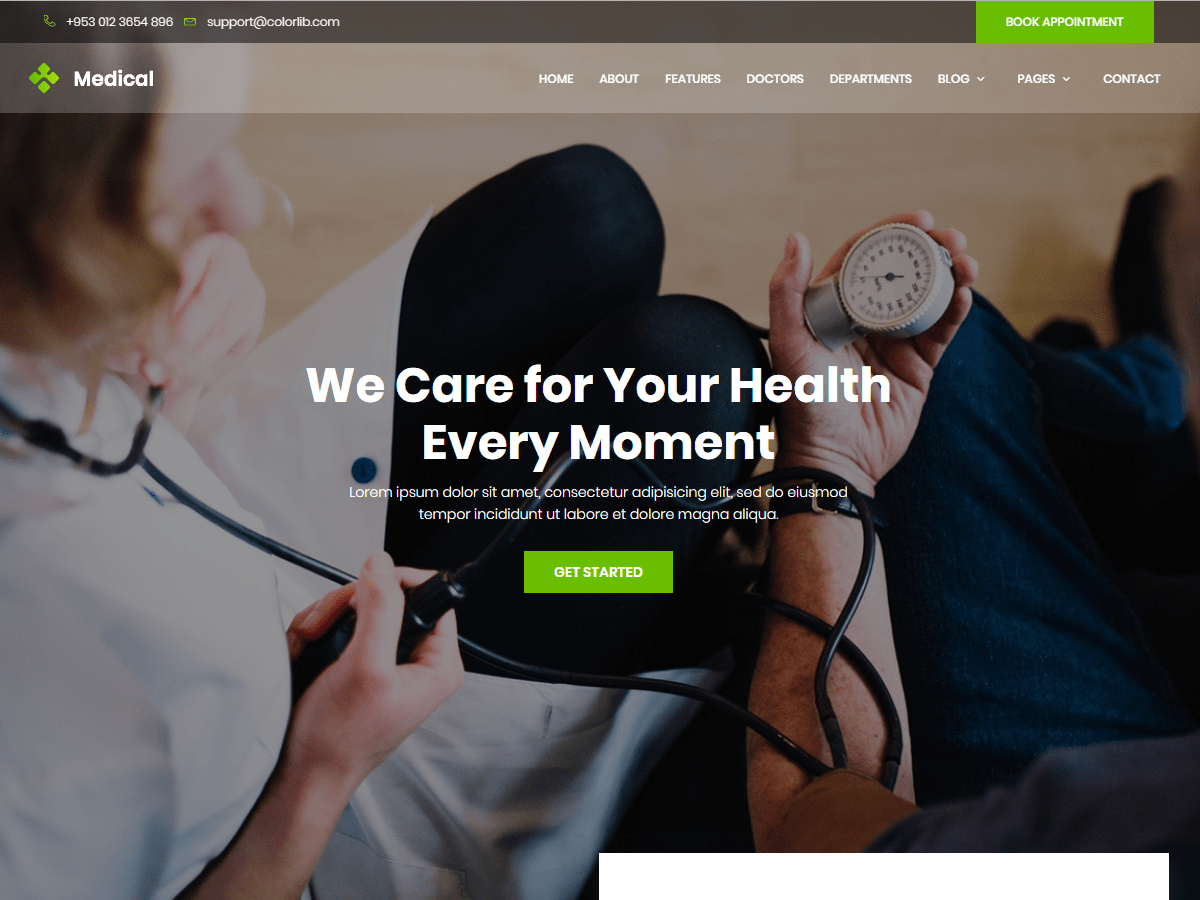 +953 012 3654 896 support@colorlib.com BOOK APPOINTMENT
Medical HOME ABOUT FEATURES DOCTORS DEPARTMENTS BLOG PAGES CONTACT
We Care for Your Health
Every Moment
Lorem ipsum dolor sit amet, consectetur adipisicing elit, sed do eiusmod
tempor incididunt ut labore et dolore magna aliqua.
GET STARTED